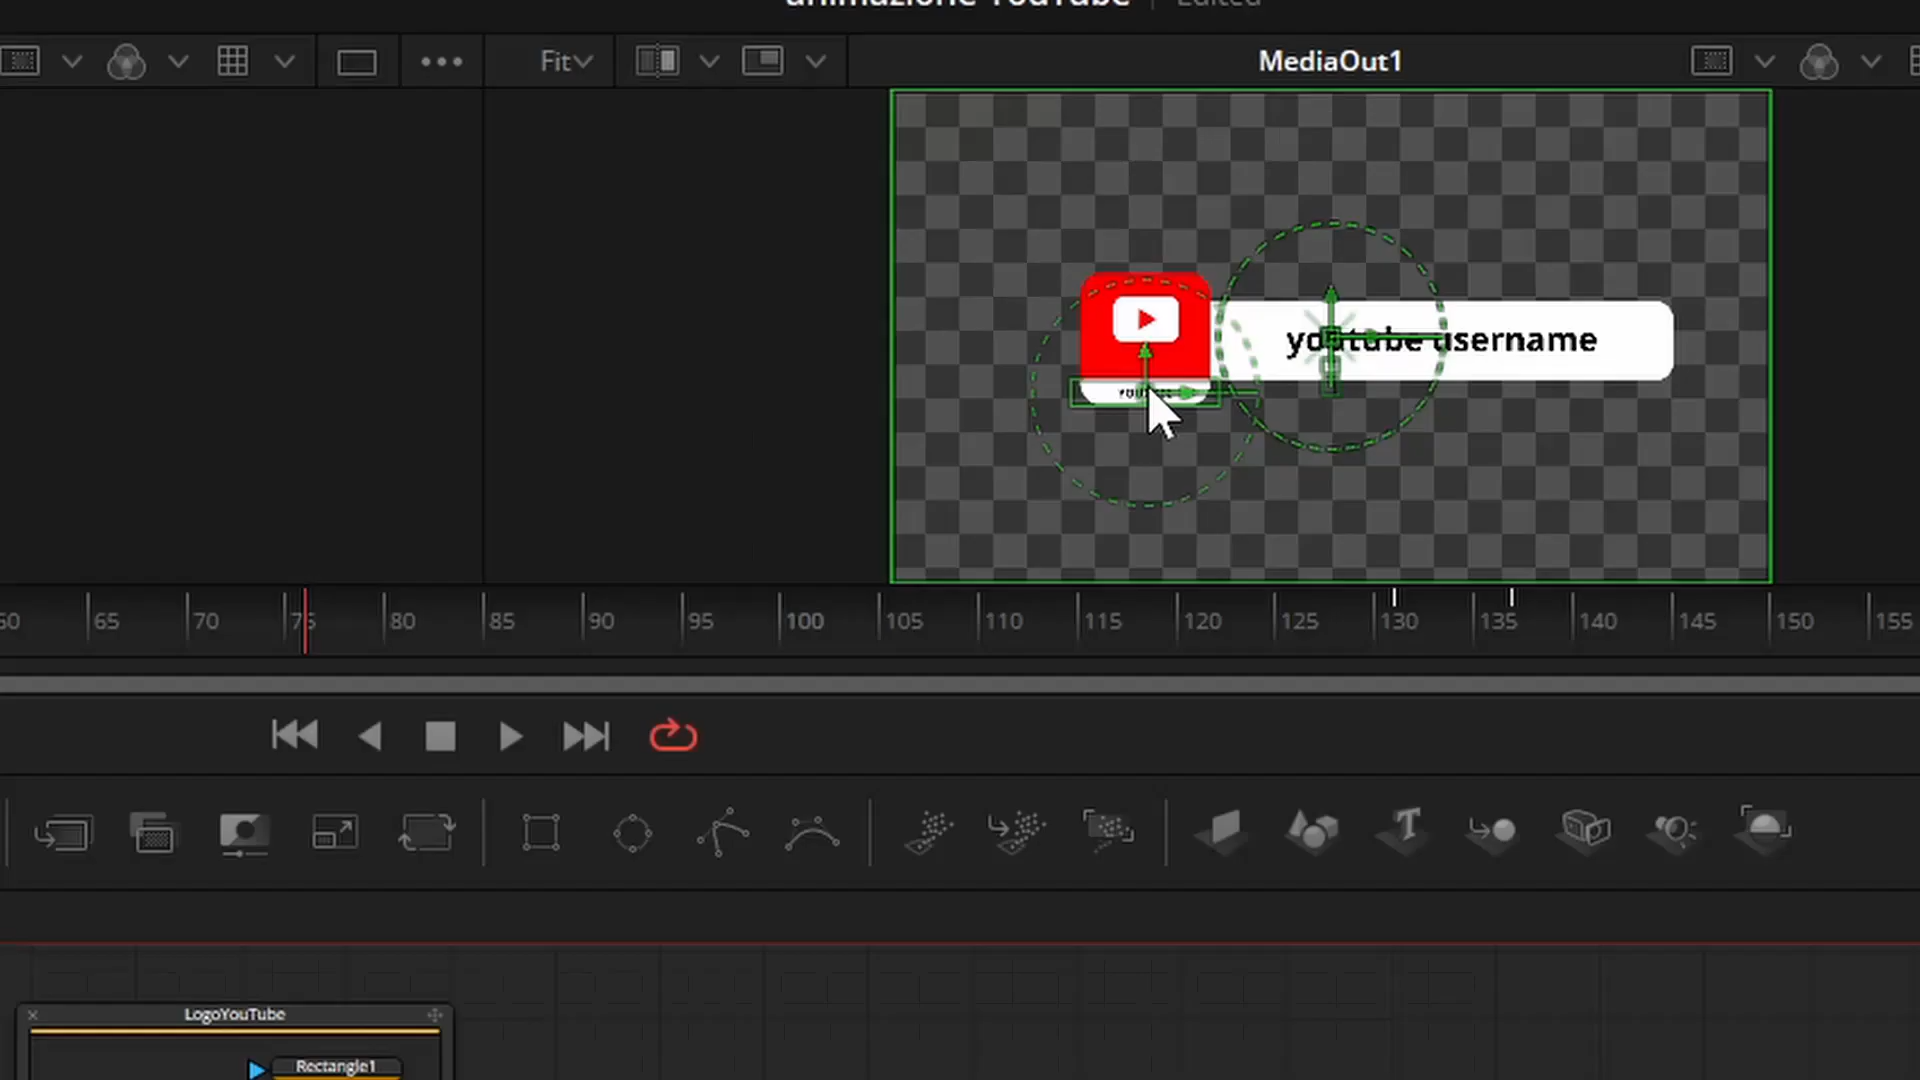 animazione YouTube Edited
Fit MediaOut1
youtube username
65 70 75 80 85 90 95 100 105 110 115 120 125 130 135 140 145 150 155
LogoYouTube
Rectangle1